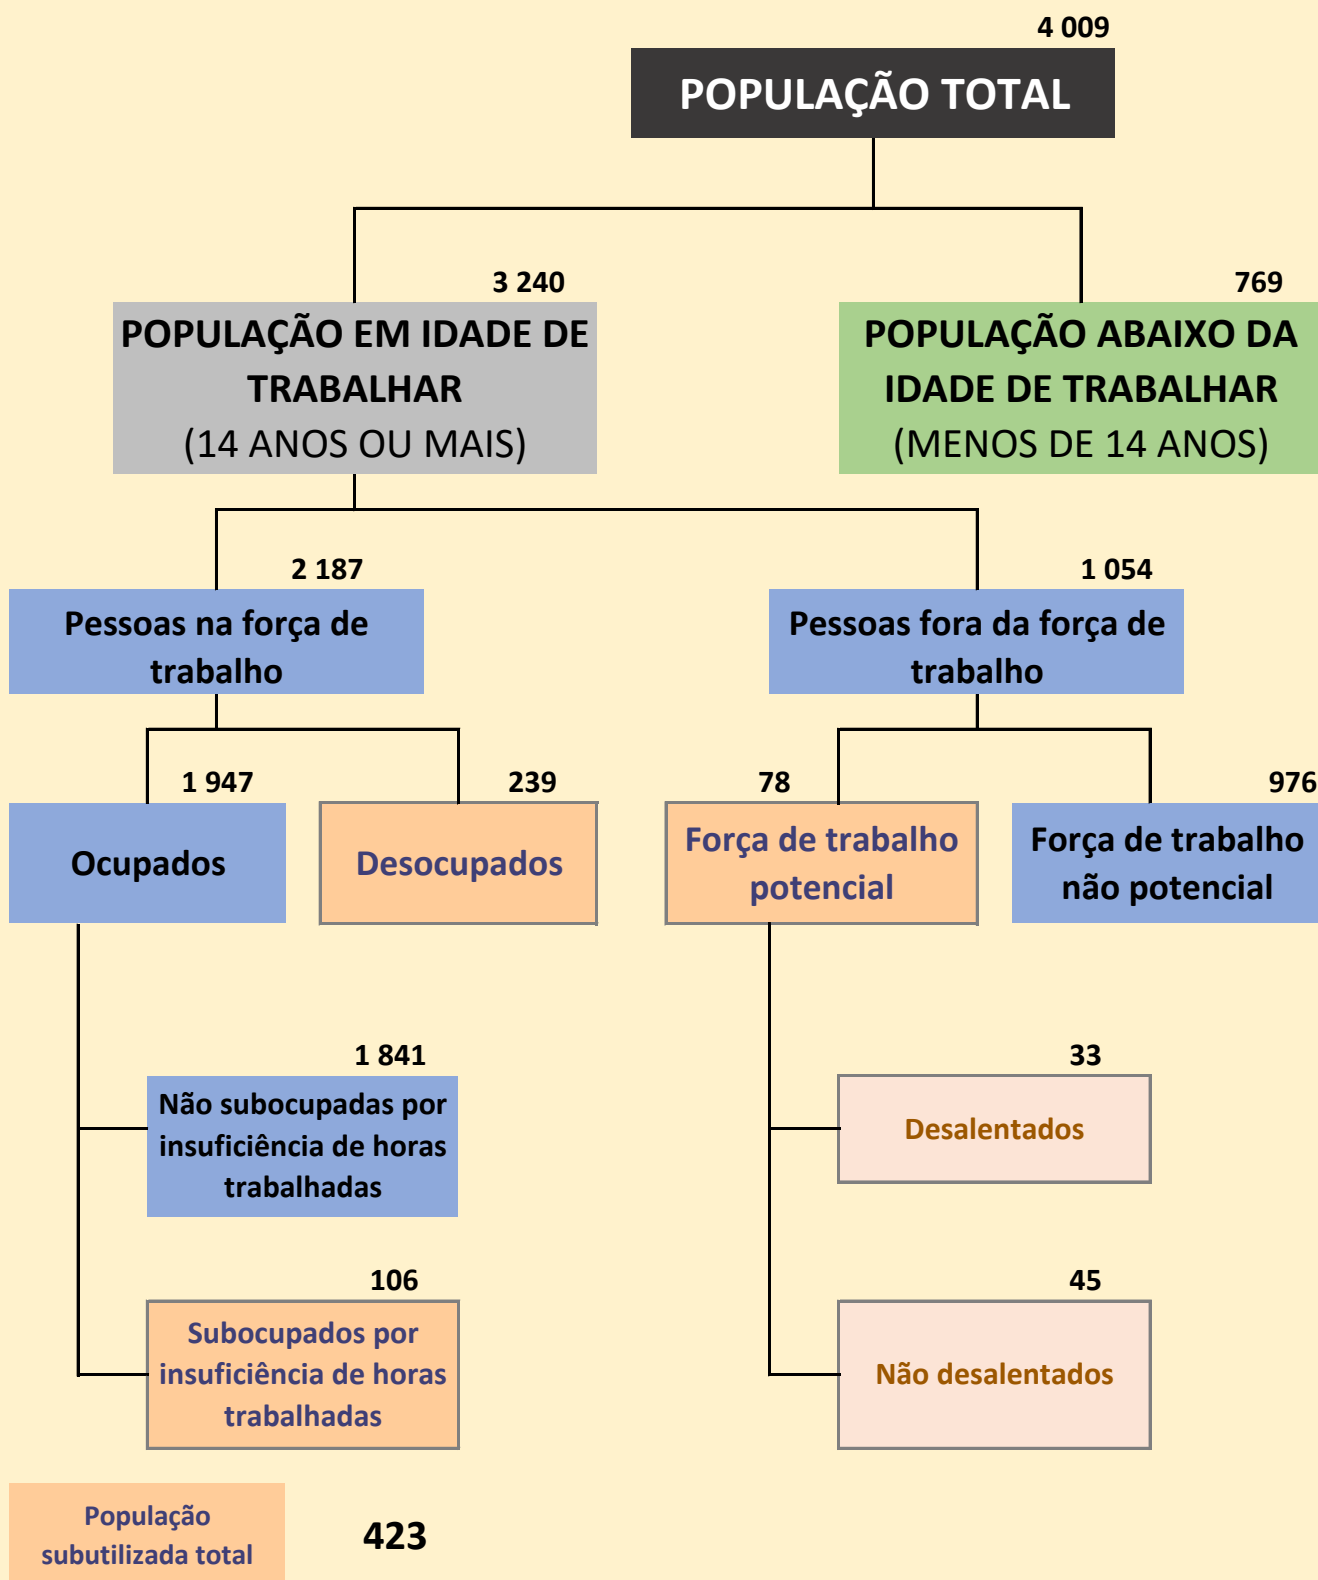 4 009
POPULAÇÃO TOTAL
3 240
POPULAÇÃO EM IDADE DE
TRABALHAR
(14 ANOS OU MAIS)
769
POPULAÇÃO ABAIXO DA
IDADE DE TRABALHAR
(MENOS DE 14 ANOS)
2 187
Pessoas na força de
trabalho
1 054
Pessoas fora da força de
trabalho
1 947
Ocupados
239
Desocupados
78
Força de trabalho
potencial
976
Força de trabalho
não potencial
1 841
Não subocupadas por
insuficiência de horas
trabalhadas
33
Desalentados
106
Subocupados por
insuficiência de horas
trabalhadas
45
Não desalentados
População
subutilizada total
423